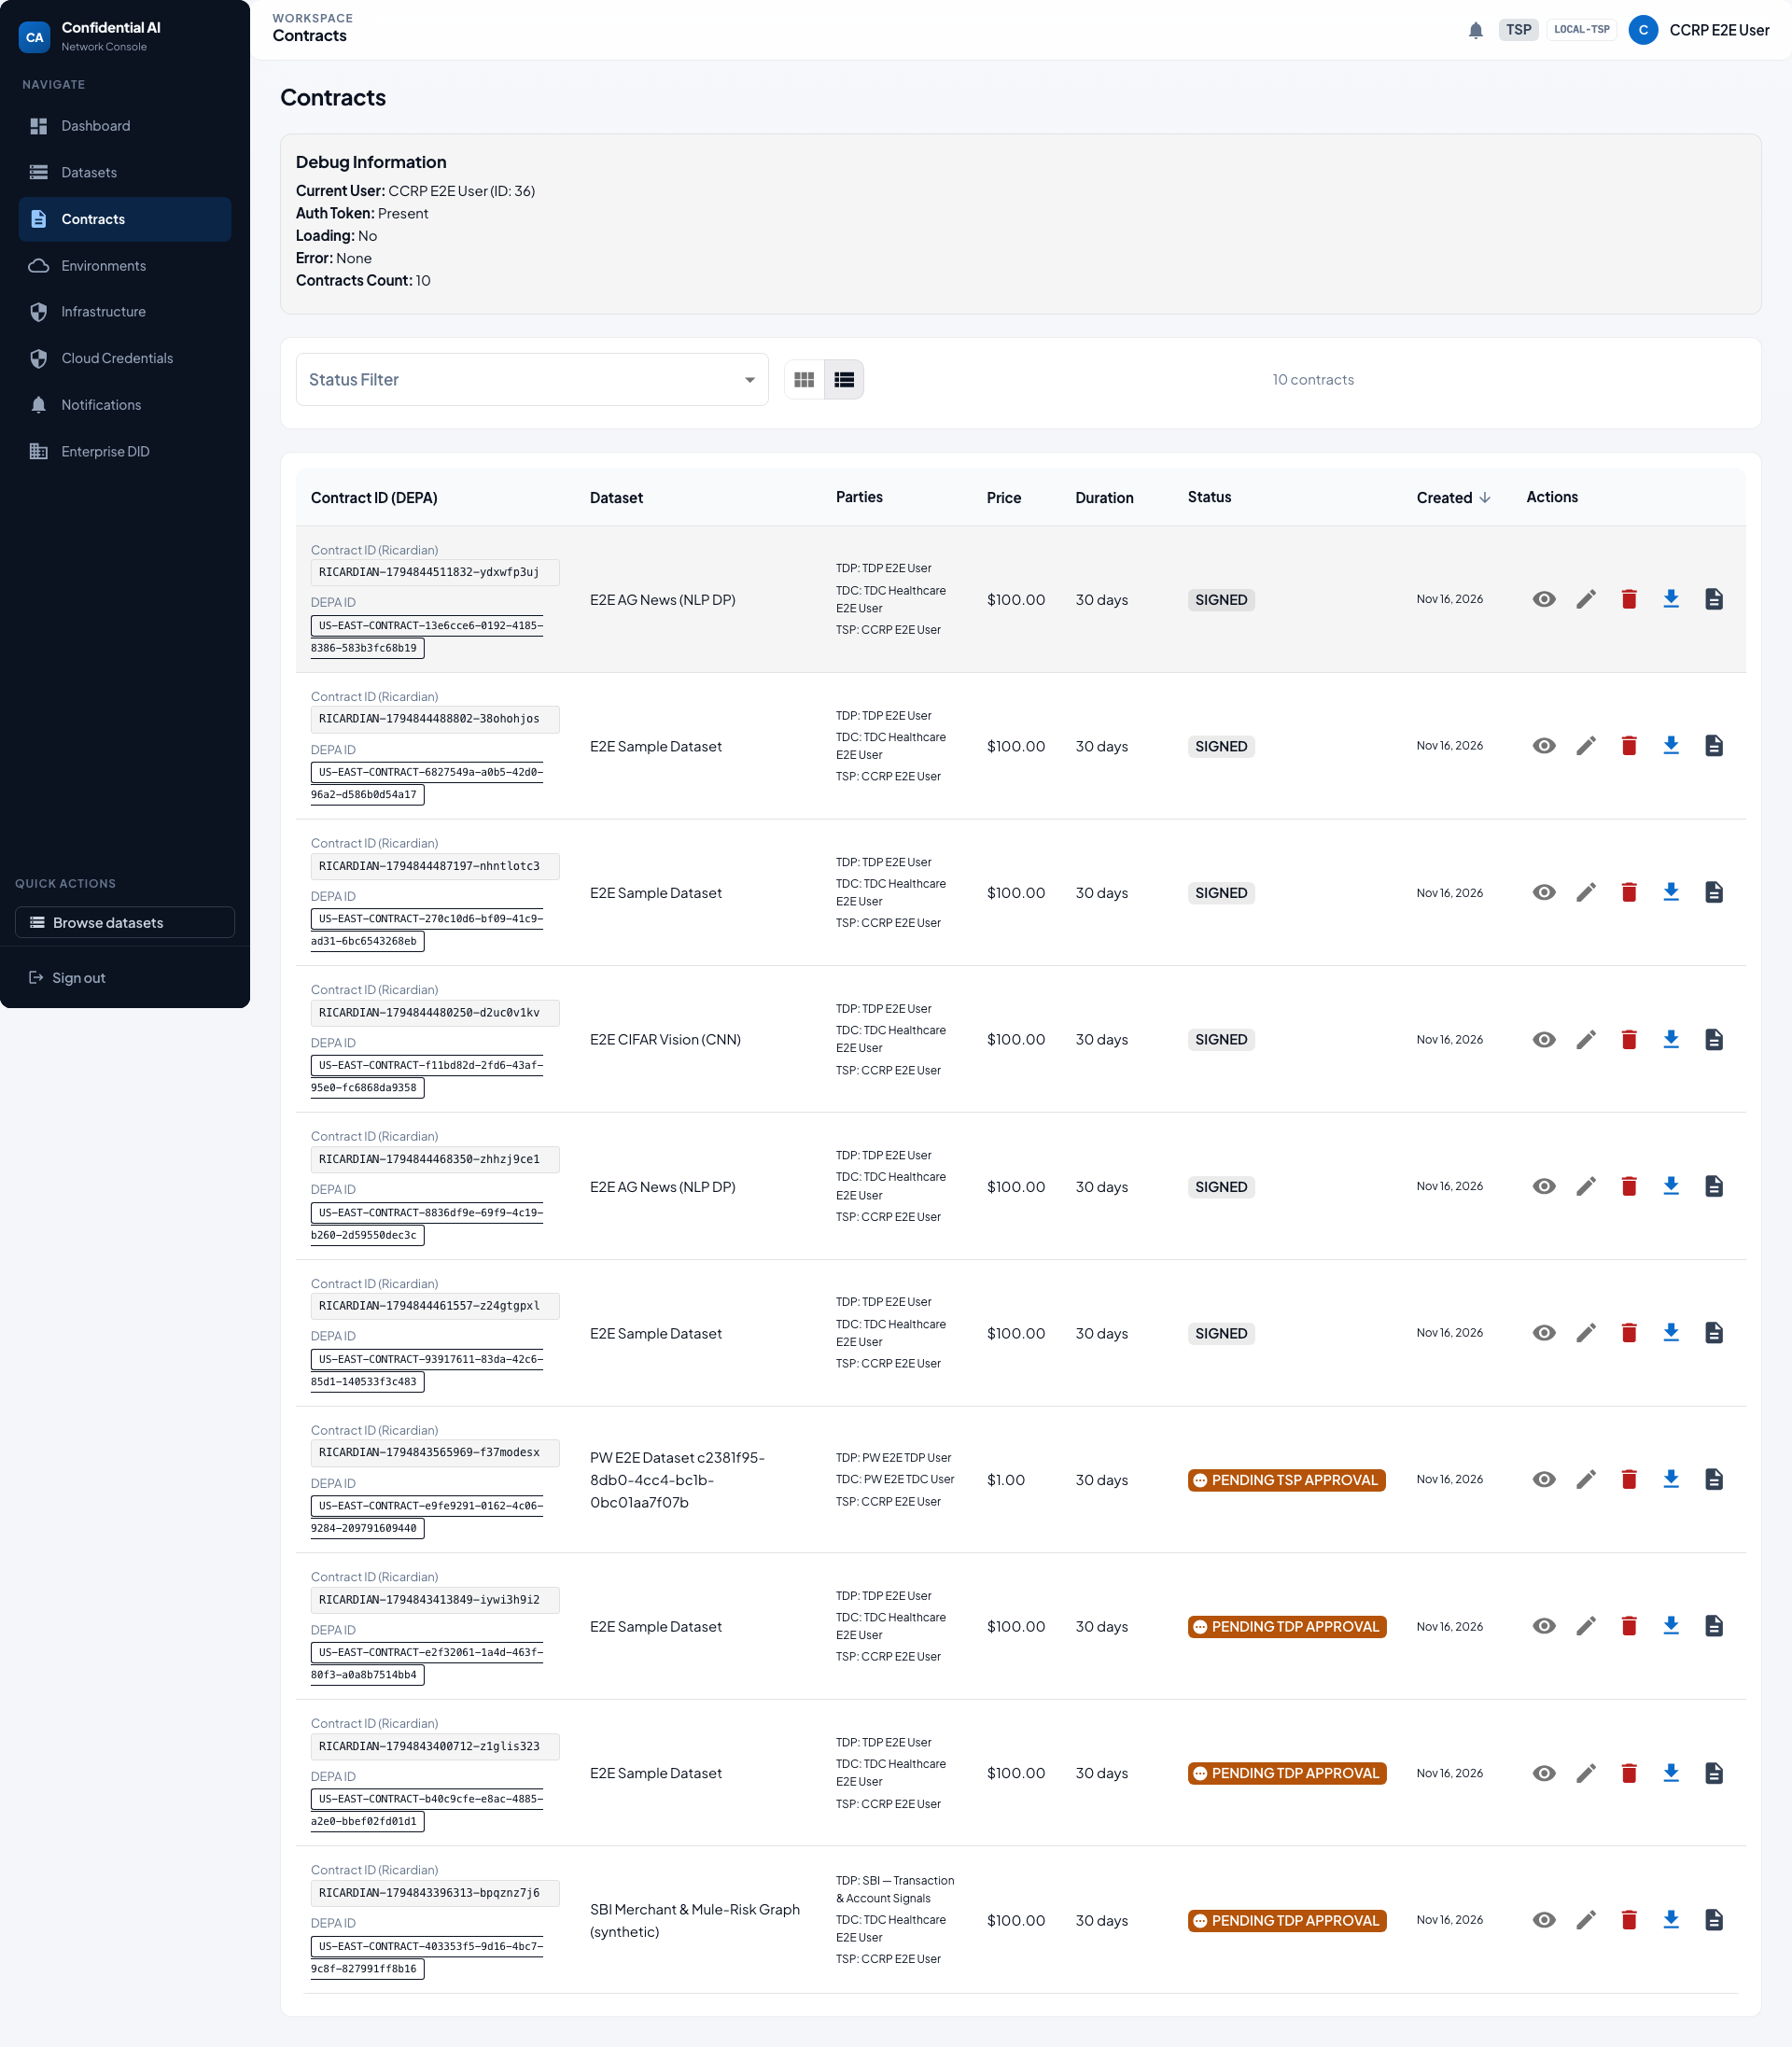 CA
Confidential AI
Network Console
NAVIGATE
Dashboard
Datasets
Contracts
Environments
Infrastructure
Cloud Credentials
Notifications
Enterprise DID
QUICK ACTIONS
Browse datasets
Sign out
WORKSPACE
Contracts
TSP
LOCAL-TSP
C
CCRP E2E User
Contracts
Debug Information
Current User: CCRP E2E User (ID: 36)
Auth Token: Present
Loading: No
Error: None
Contracts Count: 10
Status Filter
10 contracts
Contract ID (DEPA) Dataset Parties Price Duration Status Created Actions
Contract ID (Ricardian)
RICARDIAN-1794844511832-ydxwfp3uj
DEPA ID
US-EAST-CONTRACT-13e6cce6-0192-4185-
8386-583b3fc68b19
E2E AG News (NLP DP)
TDP: TDP E2E User
TDC: TDC Healthcare
E2E User
TSP: CCRP E2E User
$100.00
30 days
SIGNED
Nov 16, 2026
Contract ID (Ricardian)
RICARDIAN-1794844488802-38ohohjos
DEPA ID
US-EAST-CONTRACT-6827549a-a0b5-42d0-
96a2-d586b0d54a17
E2E Sample Dataset
TDP: TDP E2E User
TDC: TDC Healthcare
E2E User
TSP: CCRP E2E User
$100.00
30 days
SIGNED
Nov 16, 2026
Contract ID (Ricardian)
RICARDIAN-1794844487197-nhntlotc3
DEPA ID
US-EAST-CONTRACT-270c10d6-bf09-41c9-
ad31-6bc6543268eb
E2E Sample Dataset
TDP: TDP E2E User
TDC: TDC Healthcare
E2E User
TSP: CCRP E2E User
$100.00
30 days
SIGNED
Nov 16, 2026
Contract ID (Ricardian)
RICARDIAN-1794844480250-d2uc0v1kv
DEPA ID
US-EAST-CONTRACT-f11bd82d-2fd6-43af-
95e0-fc6868da9358
E2E CIFAR Vision (CNN)
TDP: TDP E2E User
TDC: TDC Healthcare
E2E User
TSP: CCRP E2E User
$100.00
30 days
SIGNED
Nov 16, 2026
Contract ID (Ricardian)
RICARDIAN-1794844468350-zhhzj9ce1
DEPA ID
US-EAST-CONTRACT-8836df9e-69f9-4c19-
b260-2d59550dec3c
E2E AG News (NLP DP)
TDP: TDP E2E User
TDC: TDC Healthcare
E2E User
TSP: CCRP E2E User
$100.00
30 days
SIGNED
Nov 16, 2026
Contract ID (Ricardian)
RICARDIAN-1794844461557-z24gtgpxl
DEPA ID
US-EAST-CONTRACT-93917611-83da-42c6-
85d1-140533f3c483
E2E Sample Dataset
TDP: TDP E2E User
TDC: TDC Healthcare
E2E User
TSP: CCRP E2E User
$100.00
30 days
SIGNED
Nov 16, 2026
Contract ID (Ricardian)
RICARDIAN-1794843565969-f37modesx
DEPA ID
US-EAST-CONTRACT-e9fe9291-0162-4c06-
9284-209791609440
PW E2E Dataset c2381f95-
8db0-4cc4-bc1b-
0bc01aa7f07b
TDP: PW E2E TDP User
TDC: PW E2E TDC User
TSP: CCRP E2E User
$1.00
30 days
PENDING TSP APPROVAL
Nov 16, 2026
Contract ID (Ricardian)
RICARDIAN-1794843413849-iywi3h9i2
DEPA ID
US-EAST-CONTRACT-e2f32061-1a4d-463f-
80f3-a0a8b7514bb4
E2E Sample Dataset
TDP: TDP E2E User
TDC: TDC Healthcare
E2E User
TSP: CCRP E2E User
$100.00
30 days
PENDING TDP APPROVAL
Nov 16, 2026
Contract ID (Ricardian)
RICARDIAN-1794843400712-z1glis323
DEPA ID
US-EAST-CONTRACT-b40c9cfe-e8ac-4885-
a2e0-bbef02fd01d1
E2E Sample Dataset
TDP: TDP E2E User
TDC: TDC Healthcare
E2E User
TSP: CCRP E2E User
$100.00
30 days
PENDING TDP APPROVAL
Nov 16, 2026
Contract ID (Ricardian)
RICARDIAN-1794843396313-bpqznz7j6
DEPA ID
US-EAST-CONTRACT-403353f5-9d16-4bc7-
9c8f-827991ff8b16
SBI Merchant & Mule-Risk Graph
(synthetic)
TDP: SBI — Transaction
& Account Signals
TDC: TDC Healthcare
E2E User
TSP: CCRP E2E User
$100.00
30 days
PENDING TDP APPROVAL
Nov 16, 2026